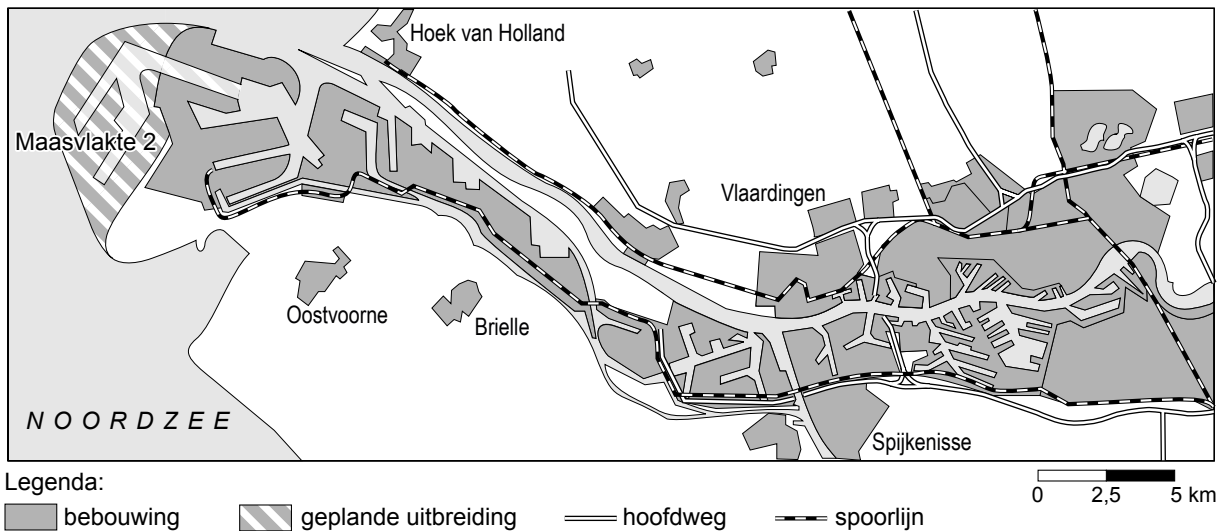 Hoek van Holland
Maasvlakte 2
Vlaardingen
Oostvoorne
Brielle
NOORDZEE
Spijkenisse
Legenda:
0 2,5 5 km
bebouwing geplande uitbreiding hoofdweg spoorlijn